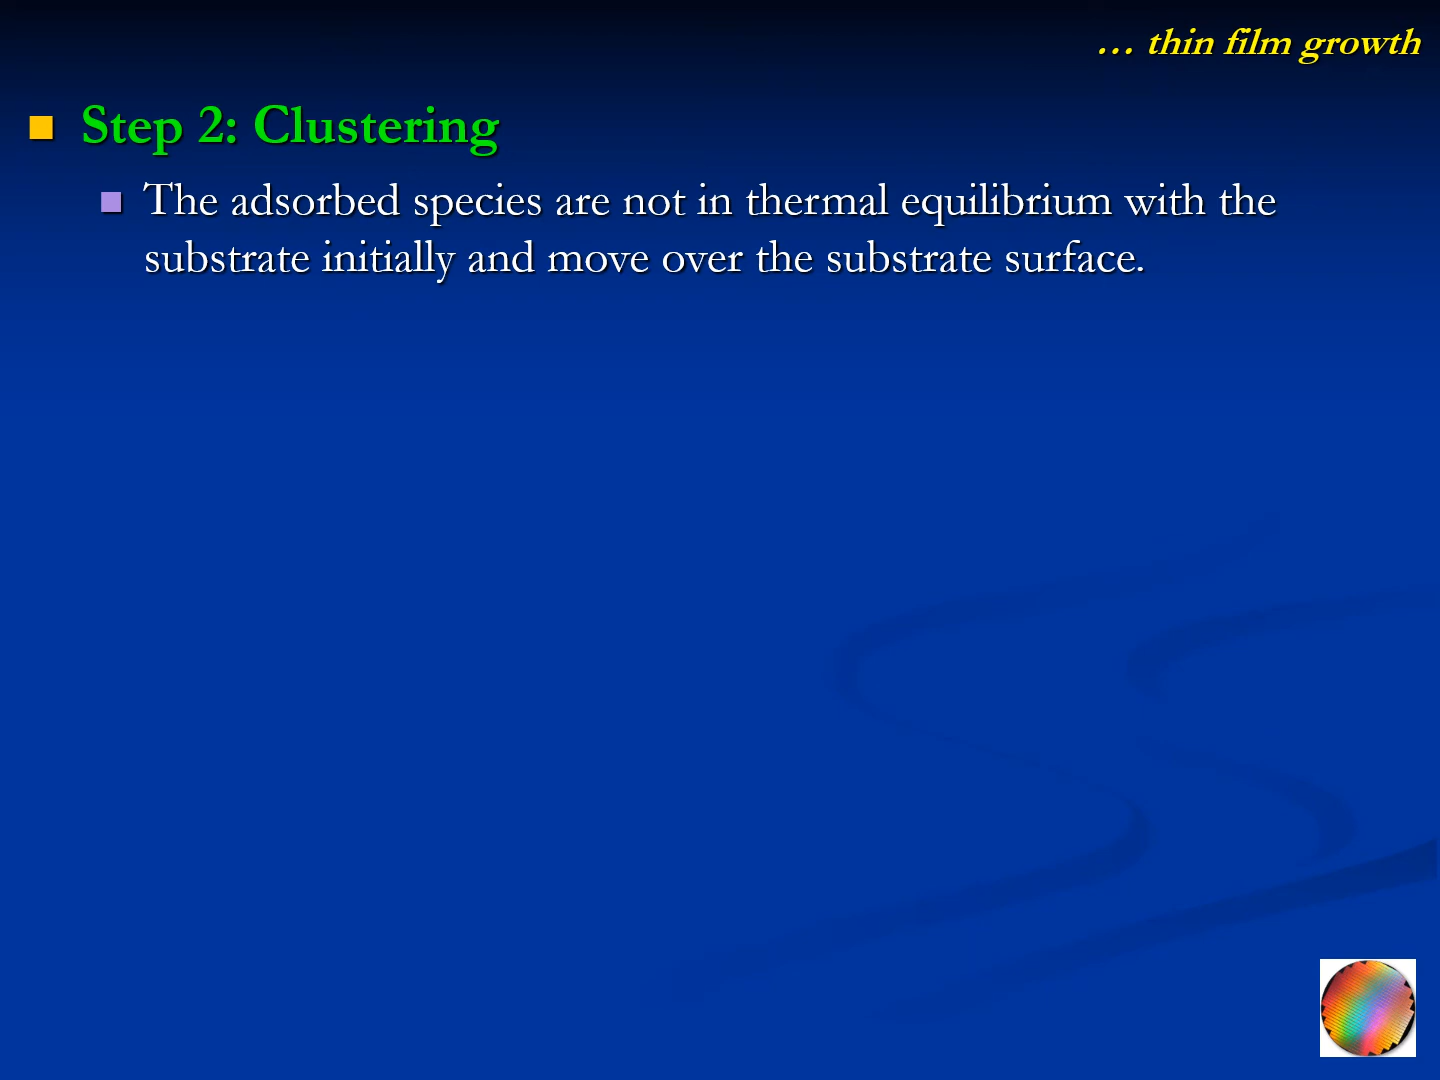 … thin film growth
Step 2: Clustering
The adsorbed species are not in thermal equilibrium with the
substrate initially and move over the substrate surface.